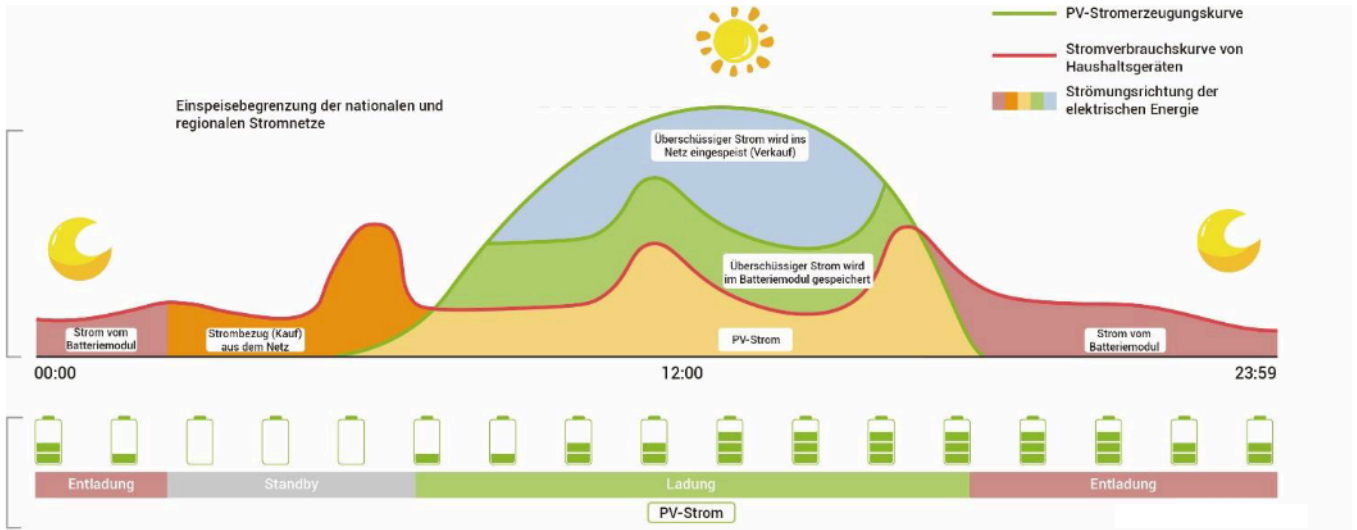 PV-Stromerzeugungskurve
Stromverbrauchskurve von
Haushaltsgeräten
Strömungsrichtung der
elektrischen Energie
Einspeisebegrenzung der nationalen und
regionalen Stromnetze
Überschüssiger Strom wird ins
Netz eingespeist (Verkauf)
Überschüssiger Strom wird
im Batteriemodul gespeichert
Strom vom
Batteriemodul
Strombezug (Kauf)
aus dem Netz
PV-Strom
Strom vom
Batteriemodul
00:00
12:00
23:59
Entladung
Standby
Ladung
Entladung
PV-Strom